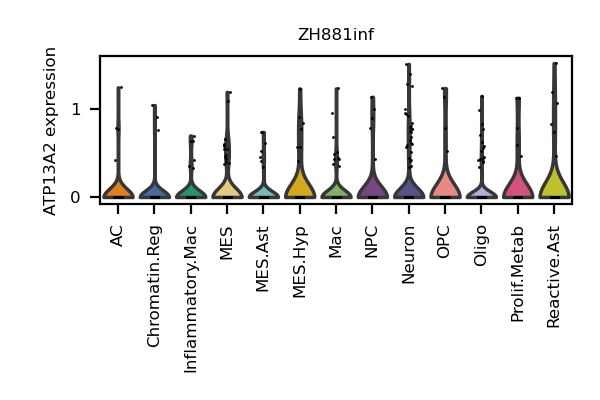 ZH881inf
ATP13A2 expression
1
0
AC
Chromatin.Reg
Inflammatory.Mac
MES
MES.Ast
MES.Hyp
Mac
NPC
Neuron
OPC
Oligo
Prolif.Metab
Reactive.Ast